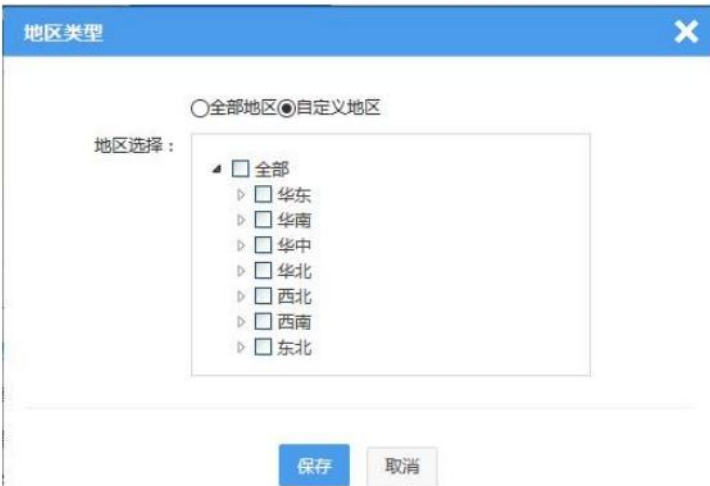 地区类型
全部地区自定义地区
地区选择：
全部
华东
华南
华中
华北
西北
西南
东北
保存 取消